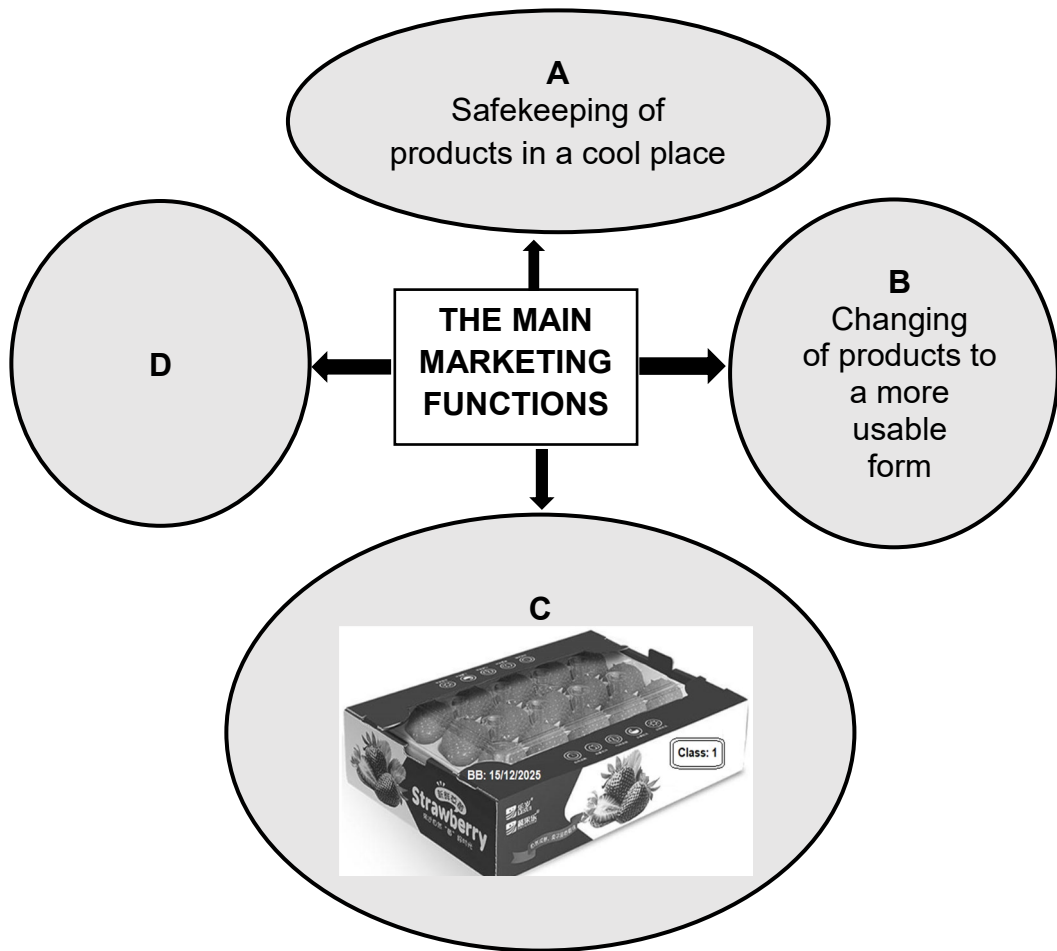 A
Safekeeping of
products in a cool place
THE MAIN
MARKETING
FUNCTIONS
B
Changing
of products to
a more
usable
form
D
C
BB: 15/12/2025
Class: 1
Strawberry